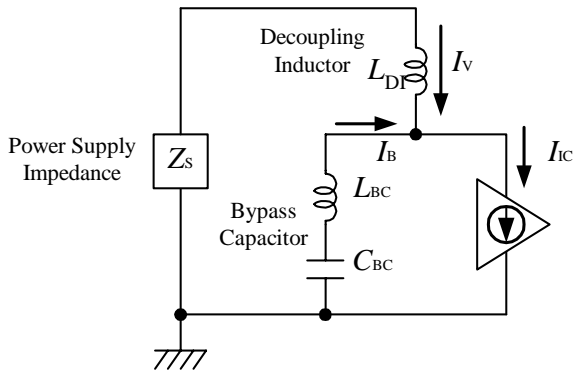 Decoupling
Inductor
LDI
IV
Power Supply
Impedance
ZS
IB
IIC
LBC
Bypass
Capacitor
CBC